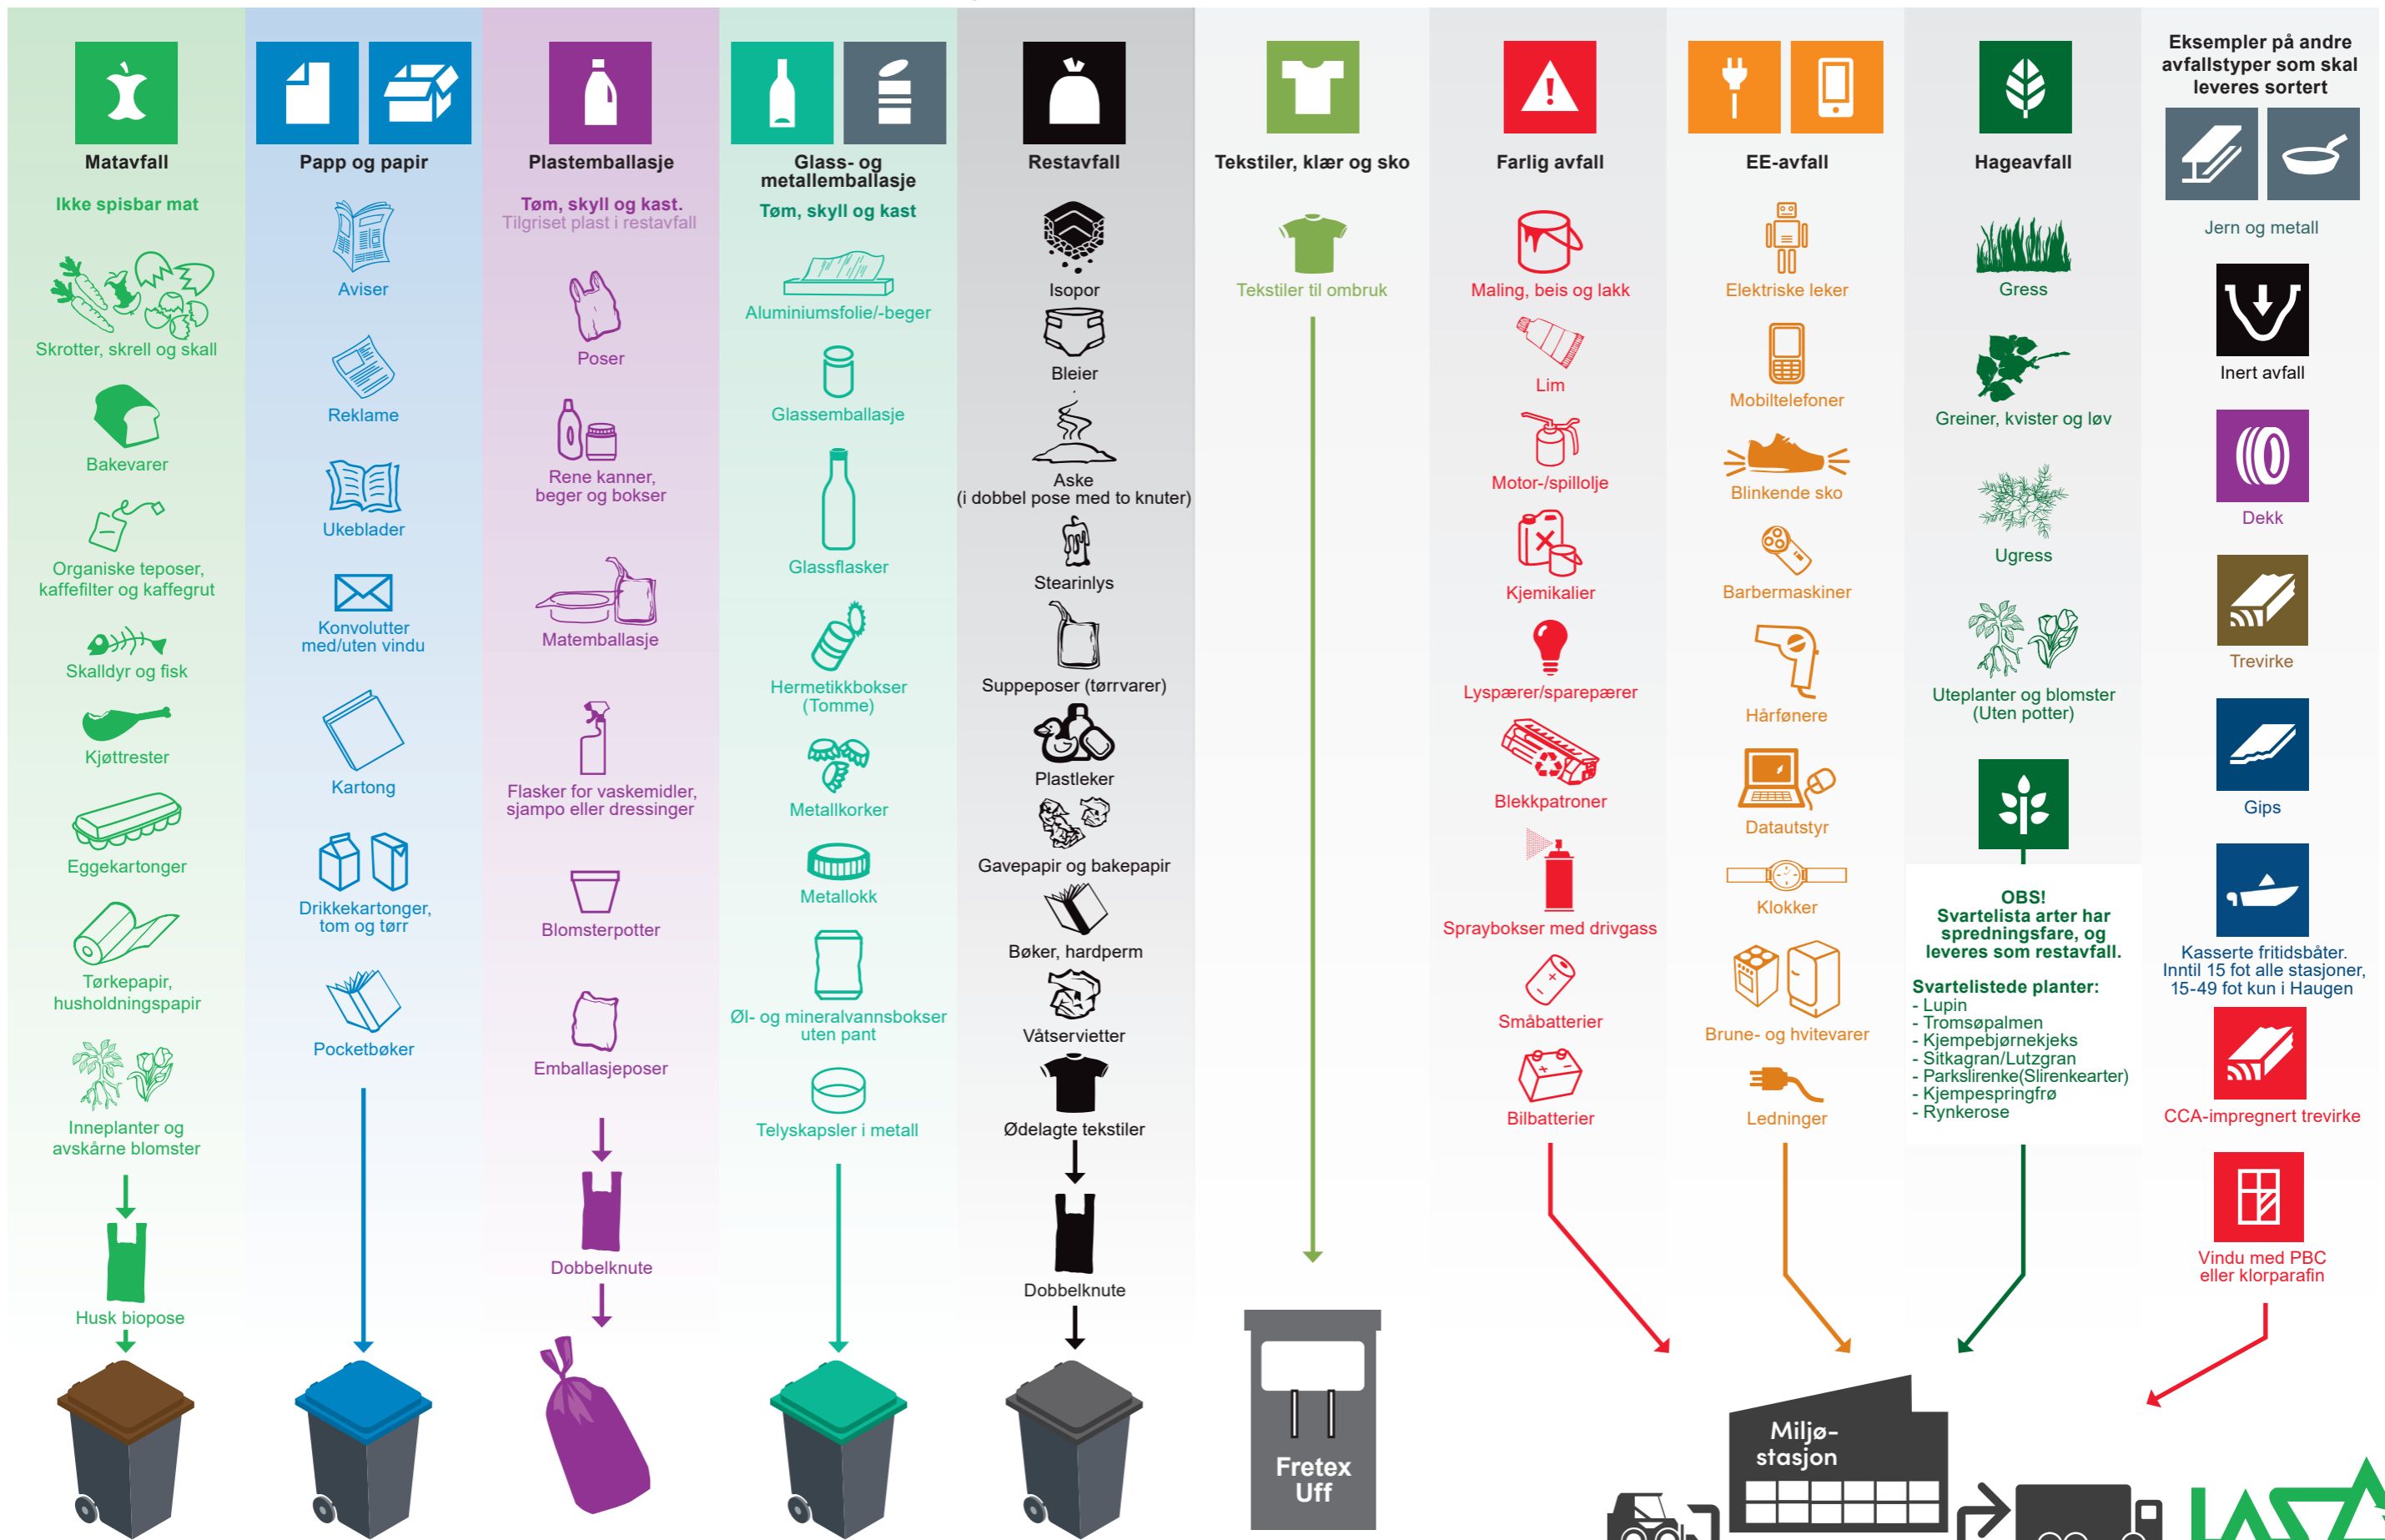 Matavfall
Ikke spisbar mat
Skrotter, skrell og skall
Bakevarer
Organiske teposer,
kaffefilter og kaffegrut
Skalldyr og fisk
Kjøttrester
Eggekartonger
Tørkepapir,
husholdningspapir
Inneplanter og
avskårne blomster
Husk biopose
Papp og papir
Aviser
Reklame
Ukeblader
Konvolutter
med/uten vindu
Kartong
Drikkekartonger,
tom og tørr
Pocketbøker
Plastemballasje
Tøm, skyll og kast.
Tilgriset plast i restavfall
Poser
Rene kanner,
beger og bokser
Matemballasje
Flasker for vaskemidler,
sjampo eller dressinger
Blomsterpotter
Emballasjeposer
Dobbelknute
Glass- og
metallemballasje
Tøm, skyll og kast
Aluminiumsfolie/-beger
Glassemballasje
Glassflasker
Hermetikkbokser
(Tomme)
Metallkorker
Metallokk
Øl- og mineralvannsbokser
uten pant
Telyskapsler i metall
Restavfall
Isopor
Bleier
Aske
(i dobbel pose med to knuter)
Stearinlys
Suppeposer (tørrvarer)
Plastleker
Gavepapir og bakepapir
Bøker, hardperm
Våtservietter
Ødelagte tekstiler
Dobbelknute
Tekstiler, klær og sko
Tekstiler til ombruk
Fretex
Uff
Farlig avfall
Maling, beis og lakk
Lim
Motor-/spillolje
Kjemikalier
Lyspærer/sparepærer
Blekkpatroner
Spraybokser med drivgass
Småbatterier
Bilbatterier
EE-avfall
Elektriske leker
Mobiltelefoner
Blinkende sko
Barbermaskiner
Hårfønere
Datautstyr
Klokker
Brune- og hvitevarer
Ledninger
Hageavfall
Gress
Greiner, kvister og løv
Ugress
Uteplanter og blomster
(Uten potter)
OBS!
Svartelista arter har
spredningsfare, og
leveres som restavfall.
Svartelistede planter:
- Lupin
- Tromsøpalmen
- Kjempebjørnekjeks
- Sitkagran/Lutzgran
- Parkslirenke(Slirenkearter)
- Kjempespringfrø
- Rynkerose
Eksempler på andre
avfallstyper som skal
leveres sortert
Jern og metall
Inert avfall
Dekk
Trevirke
Gips
Kasserte fritidsbåter.
Inntil 15 fot alle stasjoner,
15-49 fot kun i Haugen
CCA-impregnert trevirke
Vindu med PBC
eller klorparafin
Miljø-
stasjon